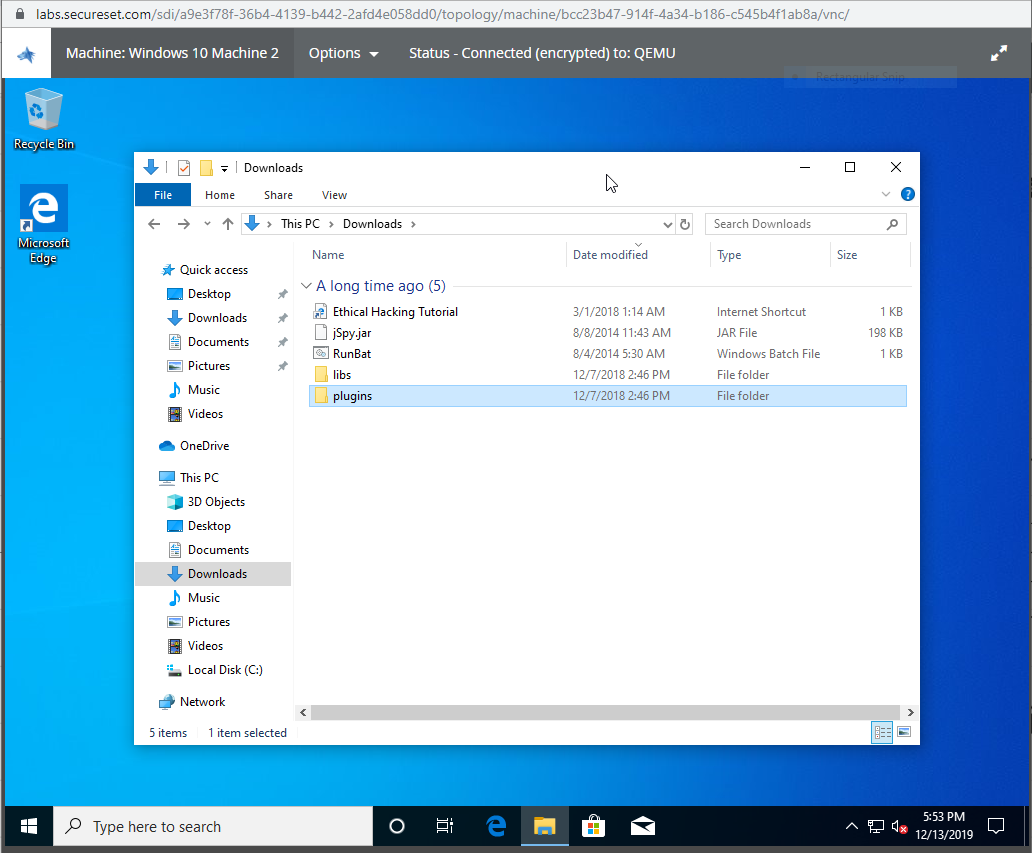 labs.secureset.com/sdi/a9e3f78f-36b4-4139-b442-2afd4e058dd0/topology/machine/bcc23b47-914f-4a34-b186-c545b4f1ab8a/vnc/
Machine: Windows 10 Machine 2 Options Status - Connected (encrypted) to: QEMU
Rectangular Snip
Recycle Bin
Microsoft
Edge
Downloads
File Home Share View
This PC Downloads Search Downloads
Name Date modified Type Size
Quick access
Desktop
Downloads
Documents
Pictures
Music
Videos
OneDrive
This PC
3D Objects
Desktop
Documents
Downloads
Music
Pictures
Videos
Local Disk (C:)
Network
A long time ago (5)
Ethical Hacking Tutorial 3/1/2018 1:14 AM Internet Shortcut 1 KB
jSpy.jar 8/8/2014 11:43 AM JAR File 198 KB
RunBat 8/4/2014 5:30 AM Windows Batch File 1 KB
libs 12/7/2018 2:46 PM File folder
plugins 12/7/2018 2:46 PM File folder
5 items 1 item selected
Type here to search
5:53 PM
12/13/2019